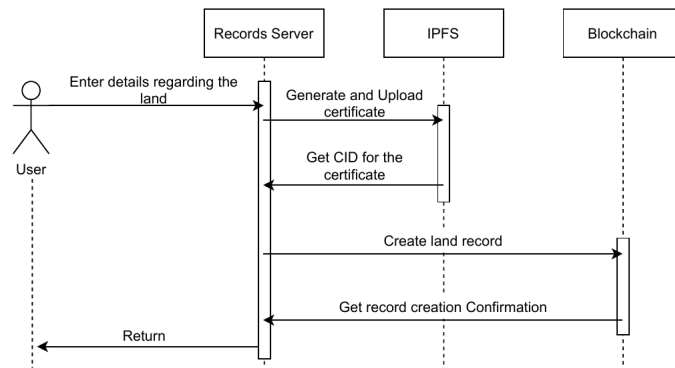 Records Server
IPFS
Blockchain
Enter details regarding the
land
Generate and Upload
certificate
User
Get CID for the
certificate
Create land record
Get record creation Confirmation
Return